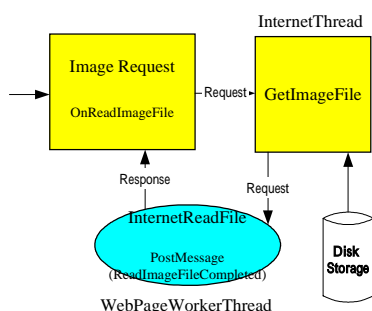 InternetThread
Image Request
OnReadImageFile
Request
GetImageFile
Response
Request
InternetReadFile
PostMessage
(ReadImageFileCompleted)
Disk
Storage
WebPageWorkerThread